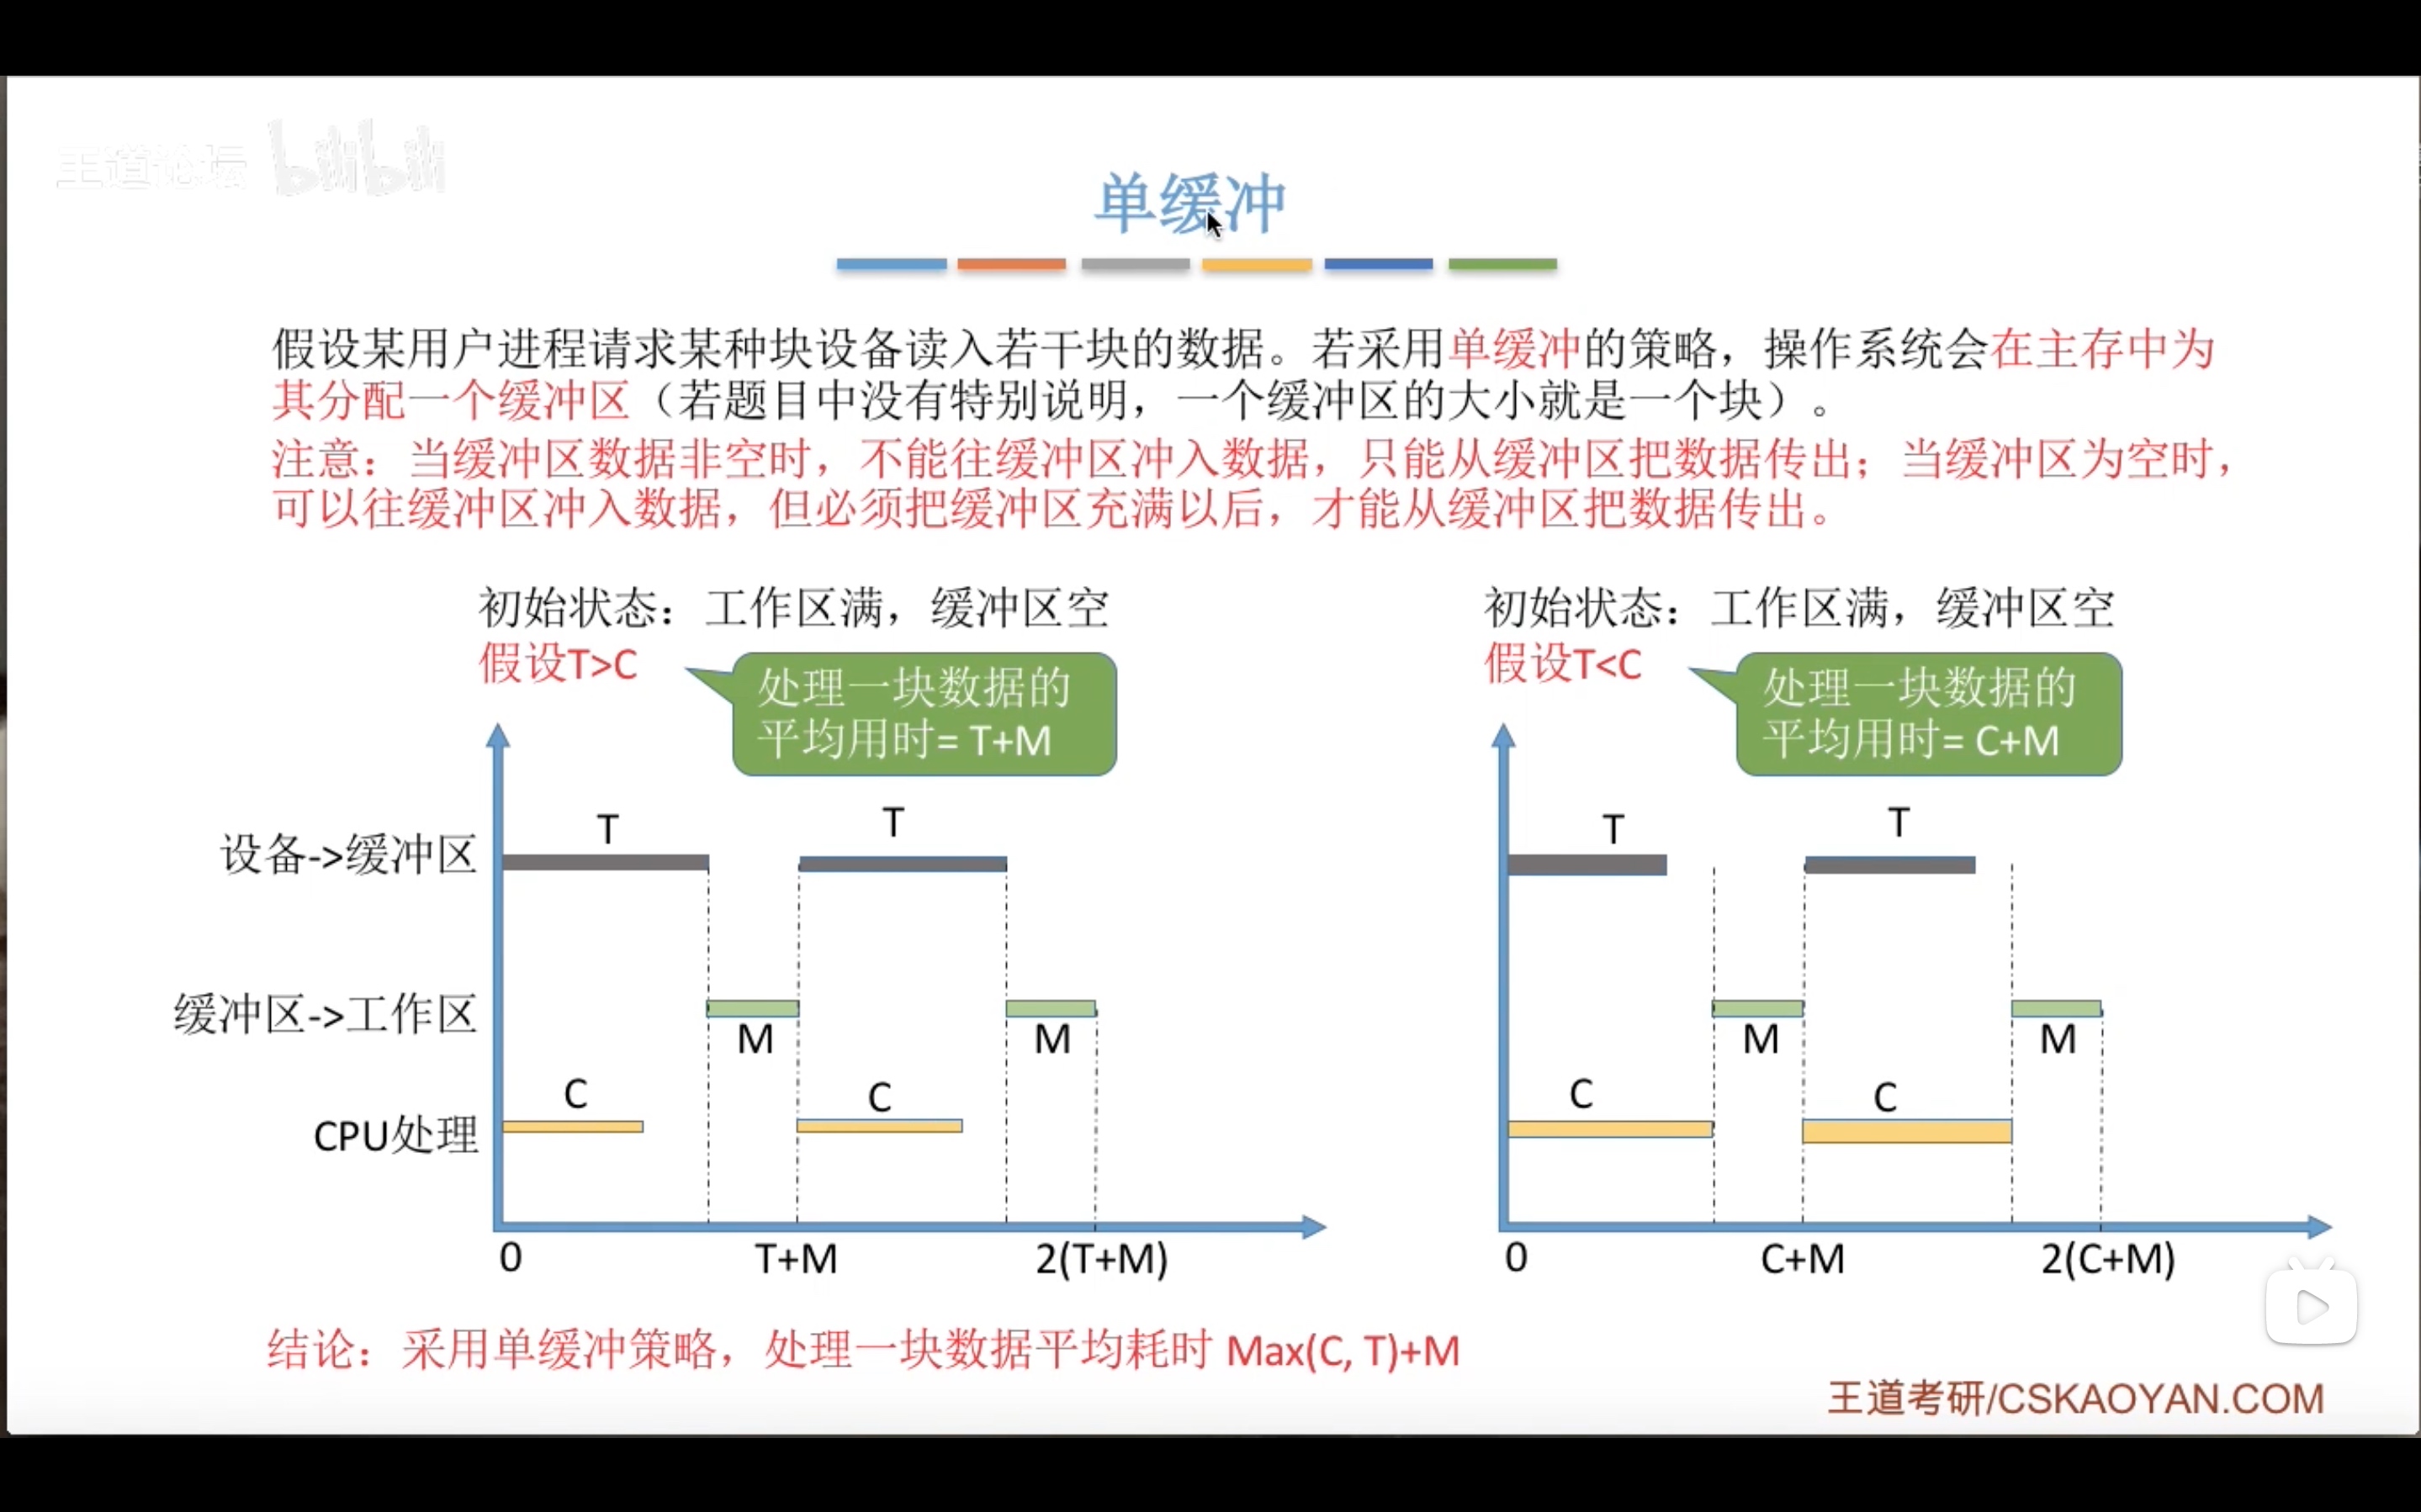 王道论坛 bilibili
单缓冲
假设某用户进程请求某种块设备读入若干块的数据。若采用单缓冲的策略，操作系统会在主存中为
其分配一个缓冲区（若题目中没有特别说明，一个缓冲区的大小就是一个块）。
注意：当缓冲区数据非空时，不能往缓冲区冲入数据，只能从缓冲区把数据传出；当缓冲区为空时，
可以往缓冲区冲入数据，但必须把缓冲区充满以后，才能从缓冲区把数据传出。
初始状态：工作区满，缓冲区空
假设T>C
处理一块数据的
平均用时= T+M
T
T
设备->缓冲区
缓冲区->工作区
M
M
C
C
CPU处理
0
T+M
2(T+M)
初始状态：工作区满，缓冲区空
假设T<C
处理一块数据的
平均用时= C+M
T
T
M
M
C
C
0
C+M
2(C+M)
结论：采用单缓冲策略，处理一块数据平均耗时 Max(C, T)+M
王道考研/CSKAOYAN.COM